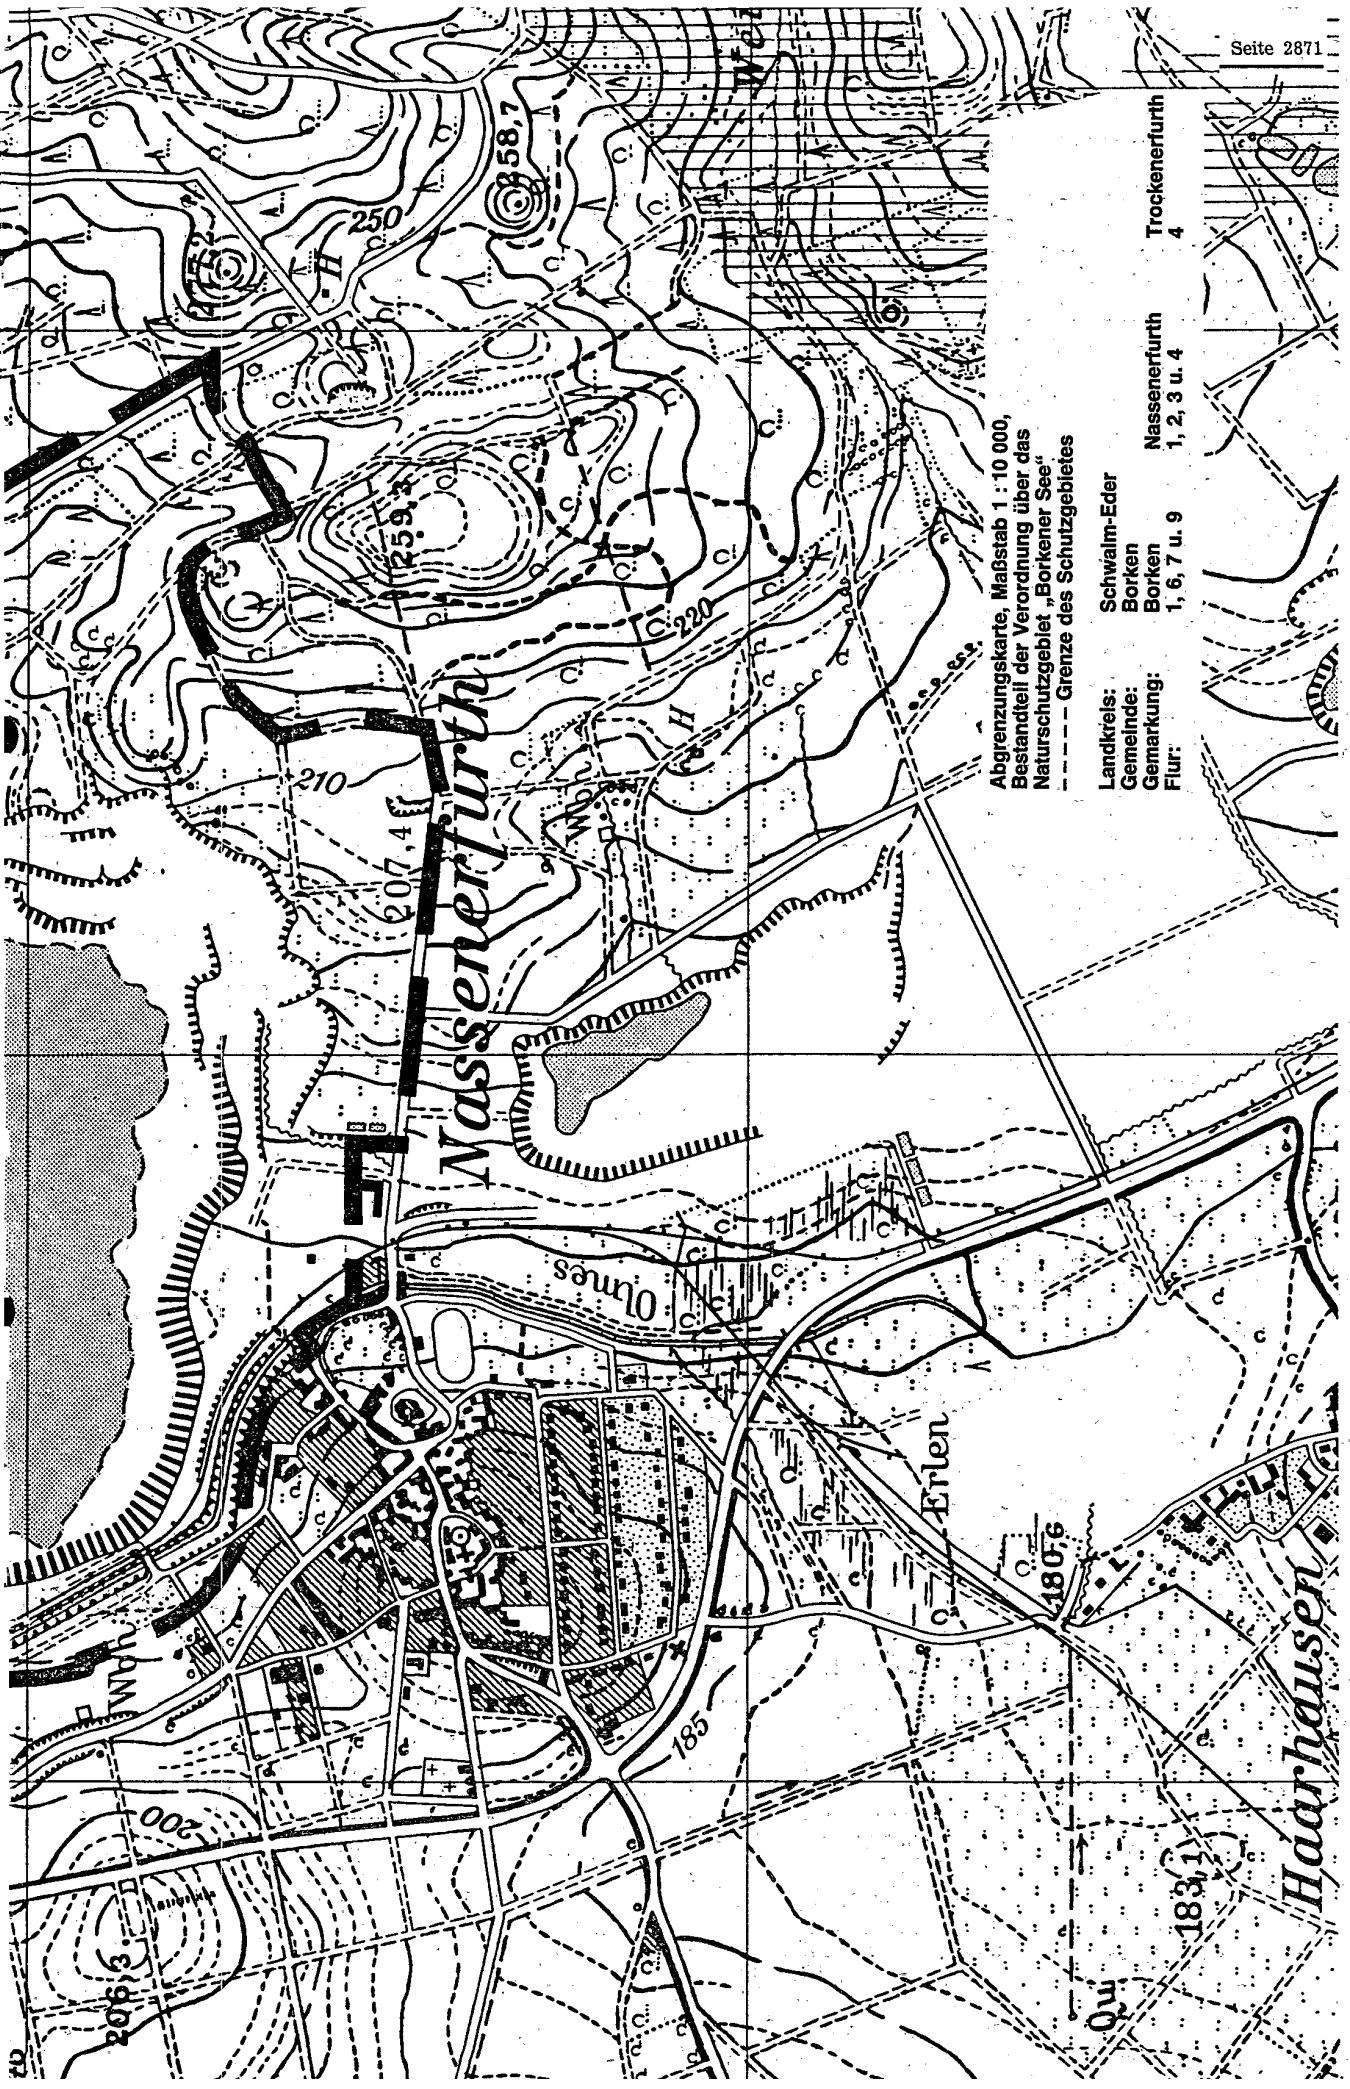 Seite 2871
Abgrenzungskarte, Maßstab 1 : 10 000,
Bestandteil der Verordnung über das
Naturschutzgebiet „Borkener See“
– – – – – Grenze des Schutzgebietes
Landkreis: Schwalm-Eder
Gemeinde: Borken
Gemarkung: Borken Nassenerfurth Trockenerfurth
Flur: 1, 6, 7 u. 9 1, 2, 3 u. 4 4
250
258,7
H
259,3
220
210
207,4
Nassenerfurth
Wbh
H
Olmes
Erlen
180,6
Wbh
185
200
206,3
183,1
Qu
Haarhausen